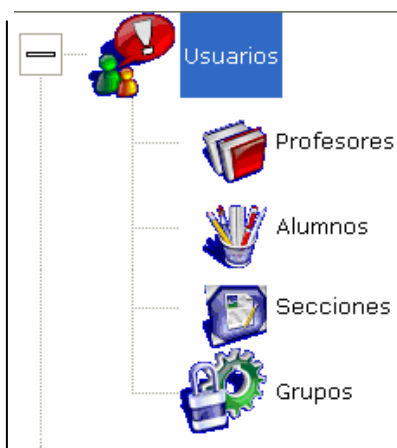 Usuarios
Profesores
Alumnos
Secciones
Grupos